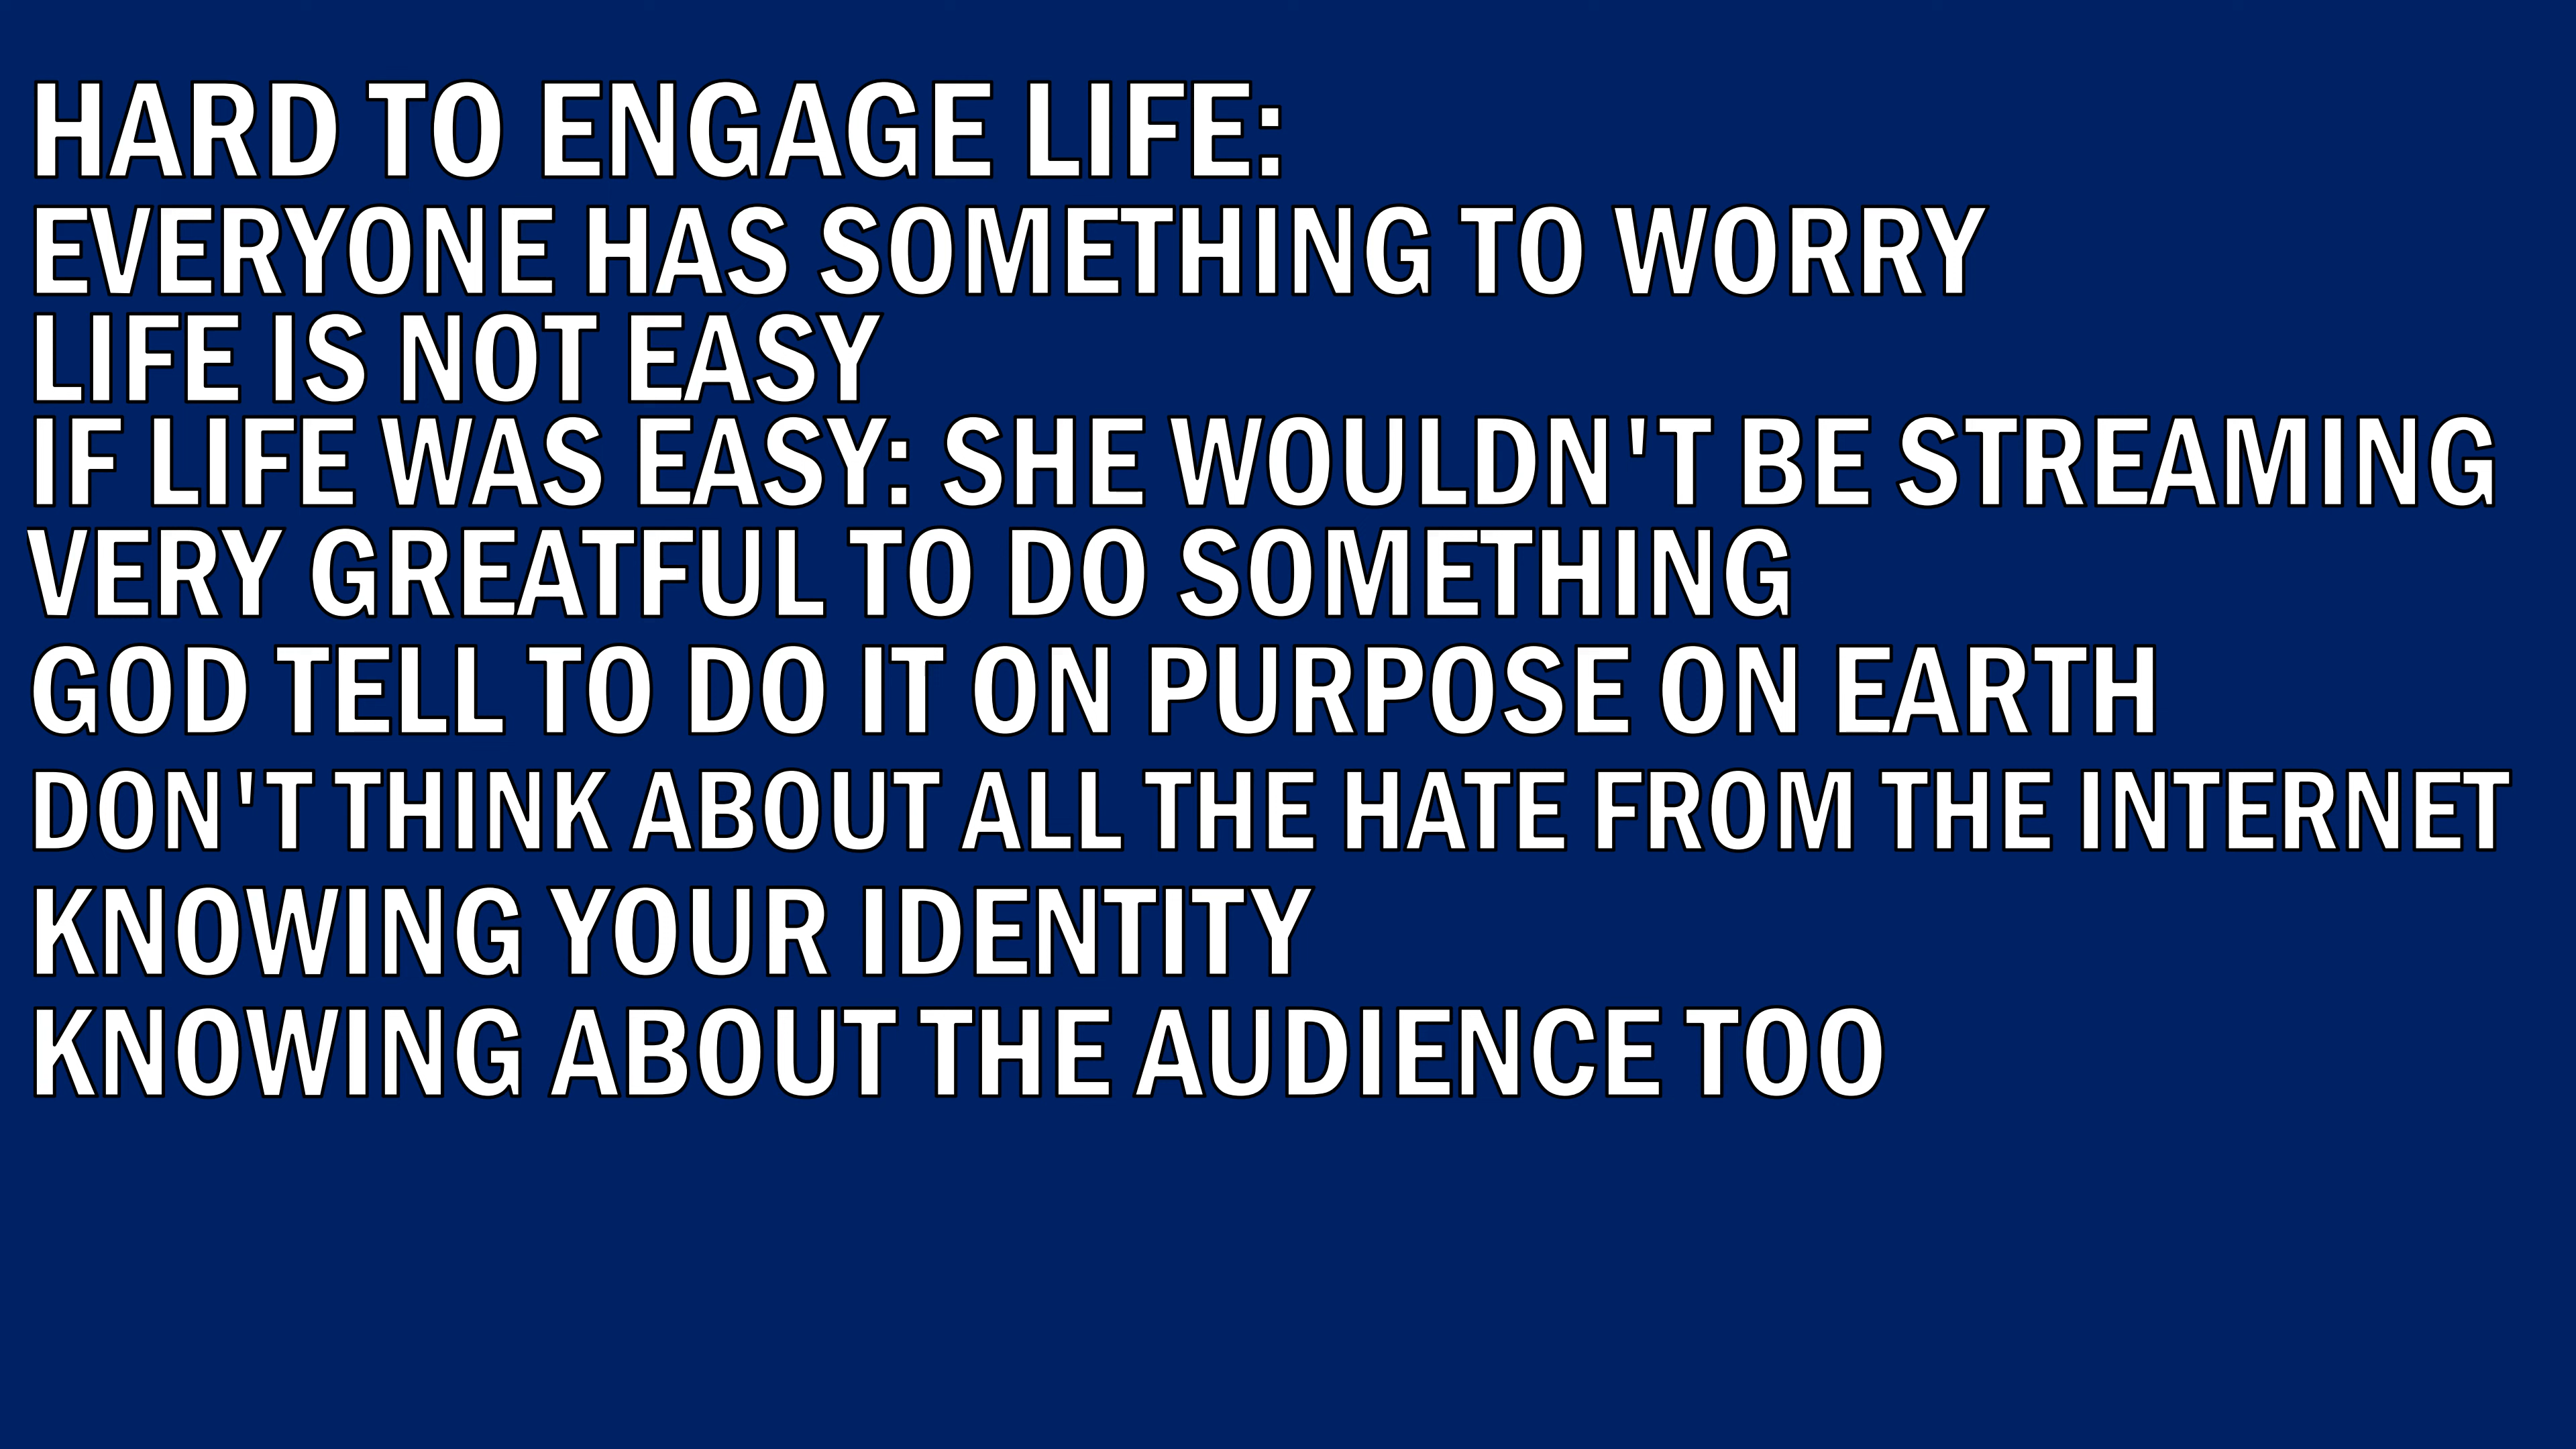 HARD TO ENGAGE LIFE:
EVERYONE HAS SOMETHING TO WORRY
LIFE IS NOT EASY
IF LIFE WAS EASY: SHE WOULDN'T BE STREAMING
VERY GREATFUL TO DO SOMETHING
GOD TELL TO DO IT ON PURPOSE ON EARTH
DON'T THINK ABOUT ALL THE HATE FROM THE INTERNET
KNOWING YOUR IDENTITY
KNOWING ABOUT THE AUDIENCE TOO